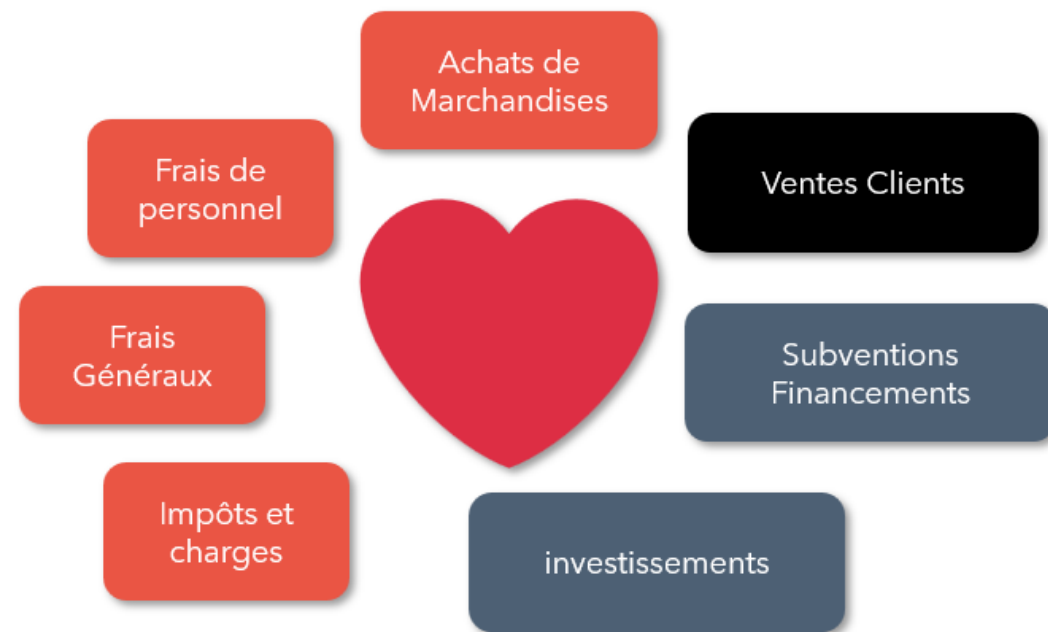 Achats de
Marchandises
Ventes Clients
Frais de
personnel
Frais
Généraux
Subventions
Financements
Impôts et
charges
investissements